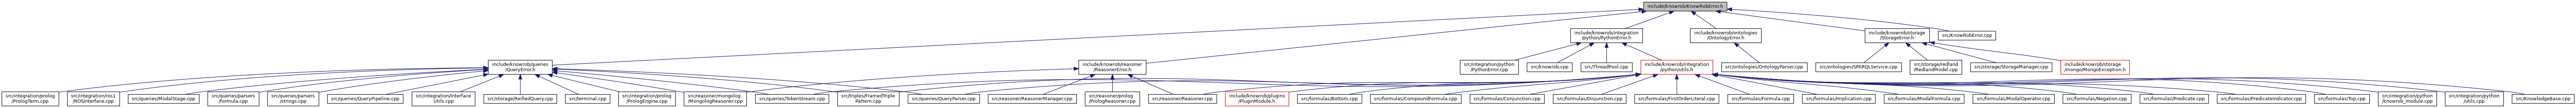 include/knowrob/KnowRobError.h
include/knowrob/integration
/python/PythonError.h
include/knowrob/ontologies
/OntologyError.h
include/knowrob/storage
/StorageError.h
src/KnowRobError.cpp
include/knowrob/queries
/QueryError.h
include/knowrob/reasoner
/ReasonerError.h
src/integration/python
/PythonError.cpp
src/knowrob.cpp
src/ThreadPool.cpp
include/knowrob/integration
/python/utils.h
src/ontologies/OntologyParser.cpp
src/ontologies/SPARQLService.cpp
src/storage/redland
/RedlandModel.cpp
src/storage/StorageManager.cpp
include/knowrob/storage
/mongo/MongoException.h
src/integration/prolog
/PrologTerm.cpp
src/integration/ros1
/ROSInterface.cpp
src/queries/ModalStage.cpp
src/queries/parsers
/formula.cpp
src/queries/parsers
/strings.cpp
src/queries/QueryPipeline.cpp
src/integration/Interface
Utils.cpp
src/storage/ReifiedQuery.cpp
src/terminal.cpp
src/integration/prolog
/PrologEngine.cpp
src/reasoner/mongolog
/MongologReasoner.cpp
src/queries/TokenStream.cpp
src/triples/FramedTriple
Pattern.cpp
src/queries/QueryParser.cpp
src/reasoner/ReasonerManager.cpp
src/reasoner/prolog
/PrologReasoner.cpp
src/reasoner/Reasoner.cpp
include/knowrob/plugins
/PluginModule.h
src/formulas/Bottom.cpp
src/formulas/CompoundFormula.cpp
src/formulas/Conjunction.cpp
src/formulas/Disjunction.cpp
src/formulas/FirstOrderLiteral.cpp
src/formulas/Formula.cpp
src/formulas/Implication.cpp
src/formulas/ModalFormula.cpp
src/formulas/ModalOperator.cpp
src/formulas/Negation.cpp
src/formulas/Predicate.cpp
src/formulas/PredicateIndicator.cpp
src/formulas/Top.cpp
src/integration/python
/knowrob_module.cpp
src/integration/python
/utils.cpp
src/KnowledgeBase.cpp